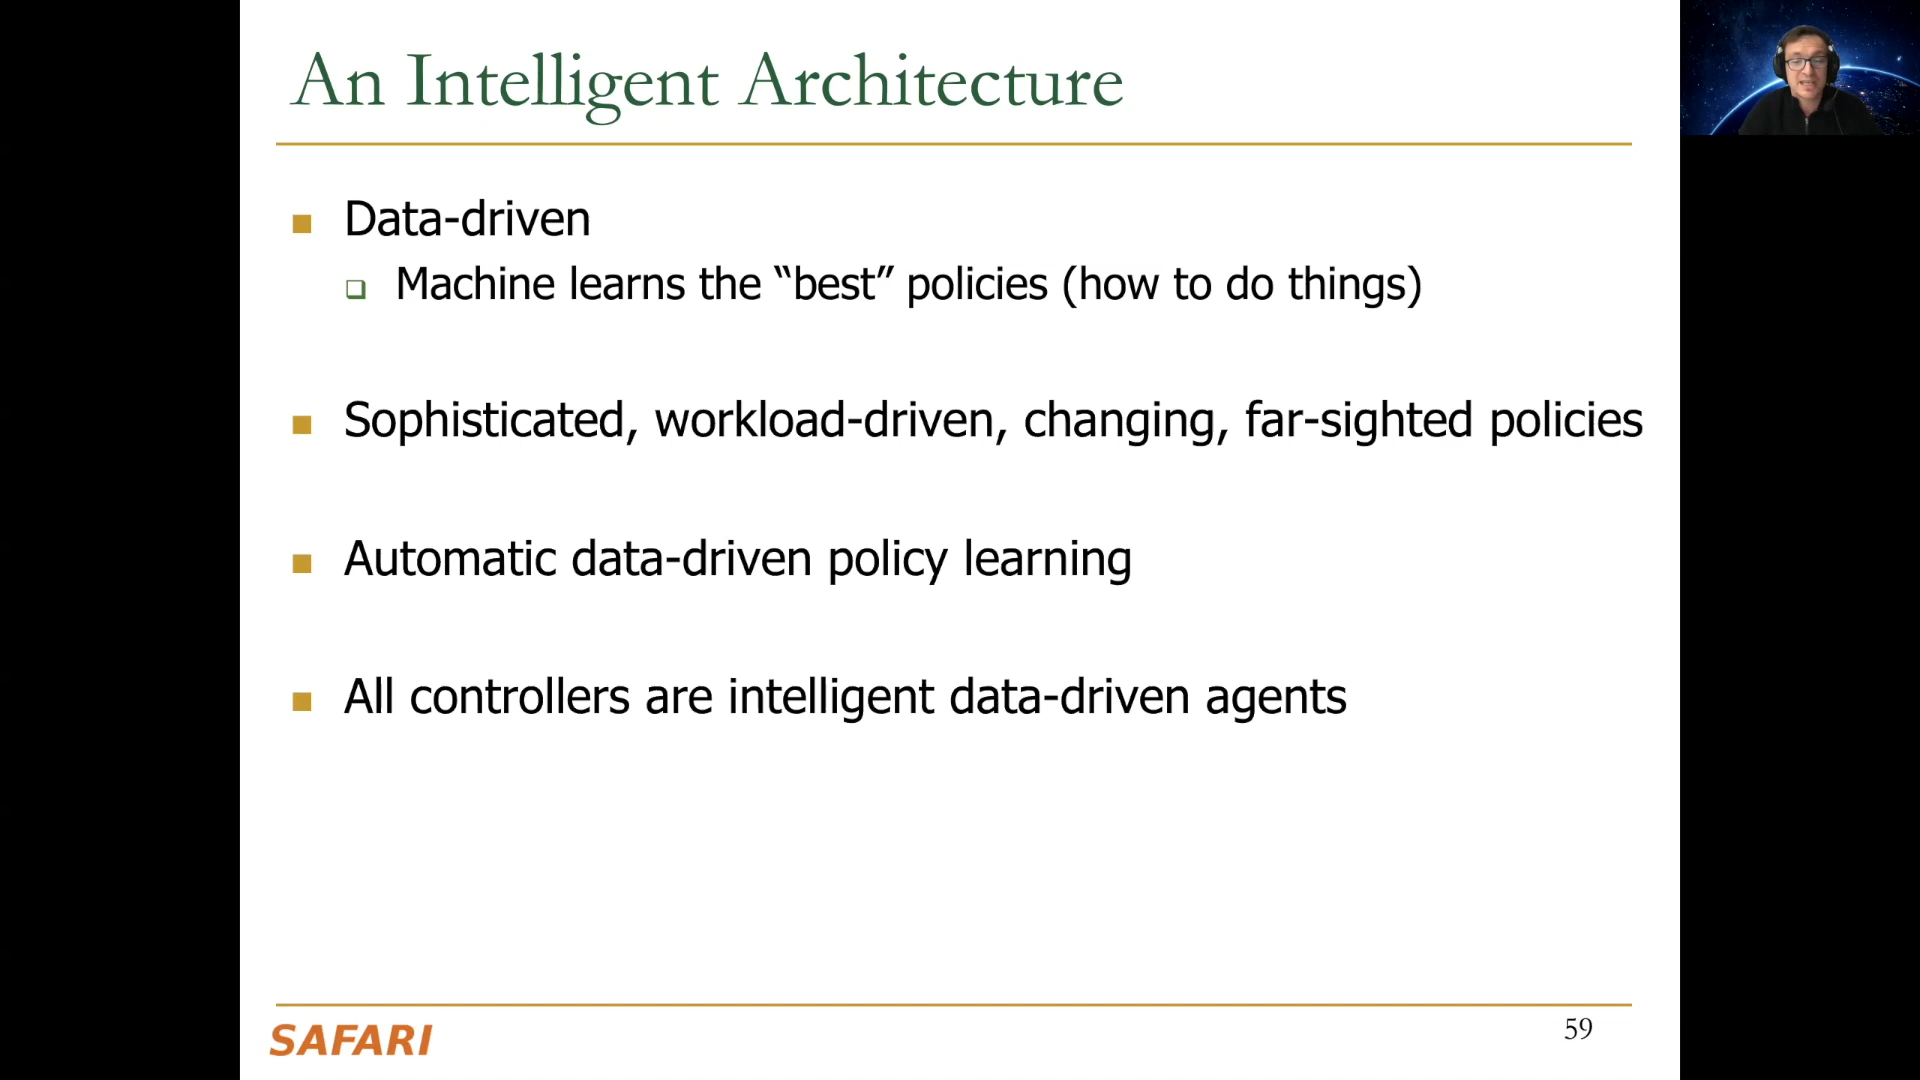 An Intelligent Architecture
Data-driven
Machine learns the “best” policies (how to do things)
Sophisticated, workload-driven, changing, far-sighted policies
Automatic data-driven policy learning
All controllers are intelligent data-driven agents
SAFARI
59